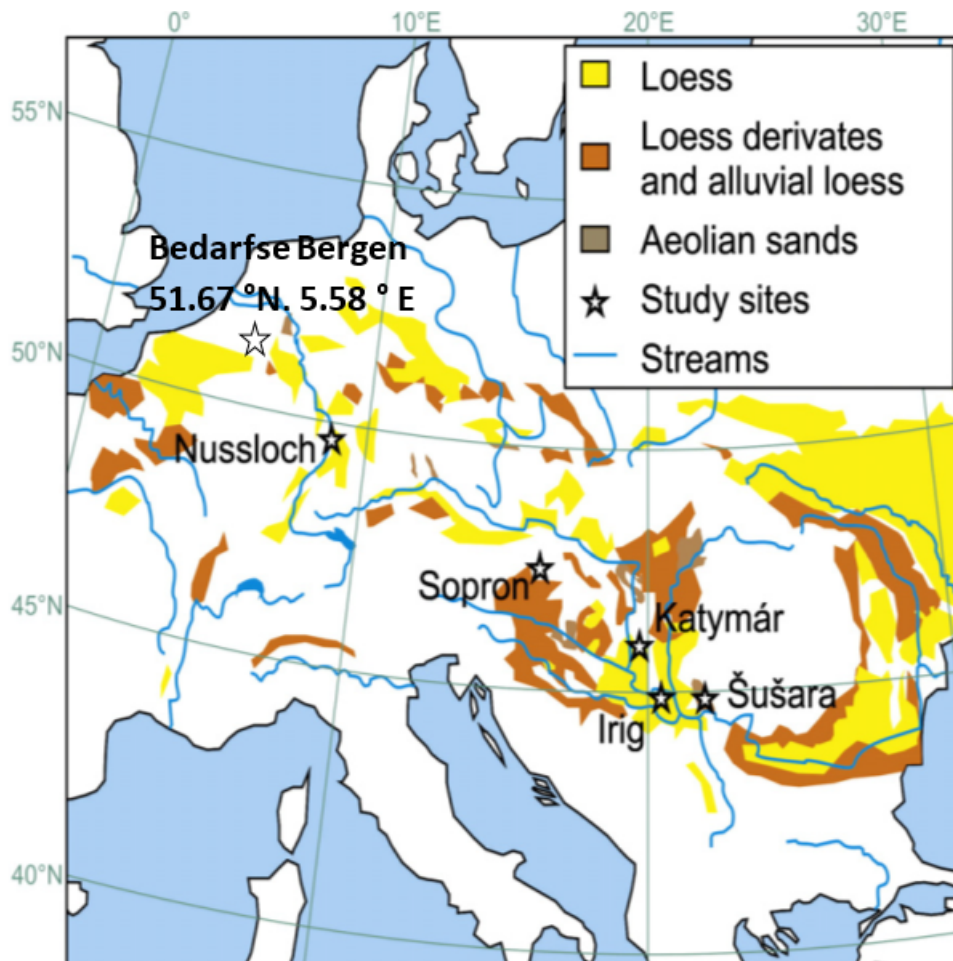 0°
10°E
20°E
30°E
Loess
Loess derivates
and alluvial loess
Aeolian sands
Study sites
Streams
55°N
Bedarfse Bergen
51.67 °N. 5.58 ° E
50°N
Nussloch
Sopron
45°N
Katymár
Šušara
Irig
40°N